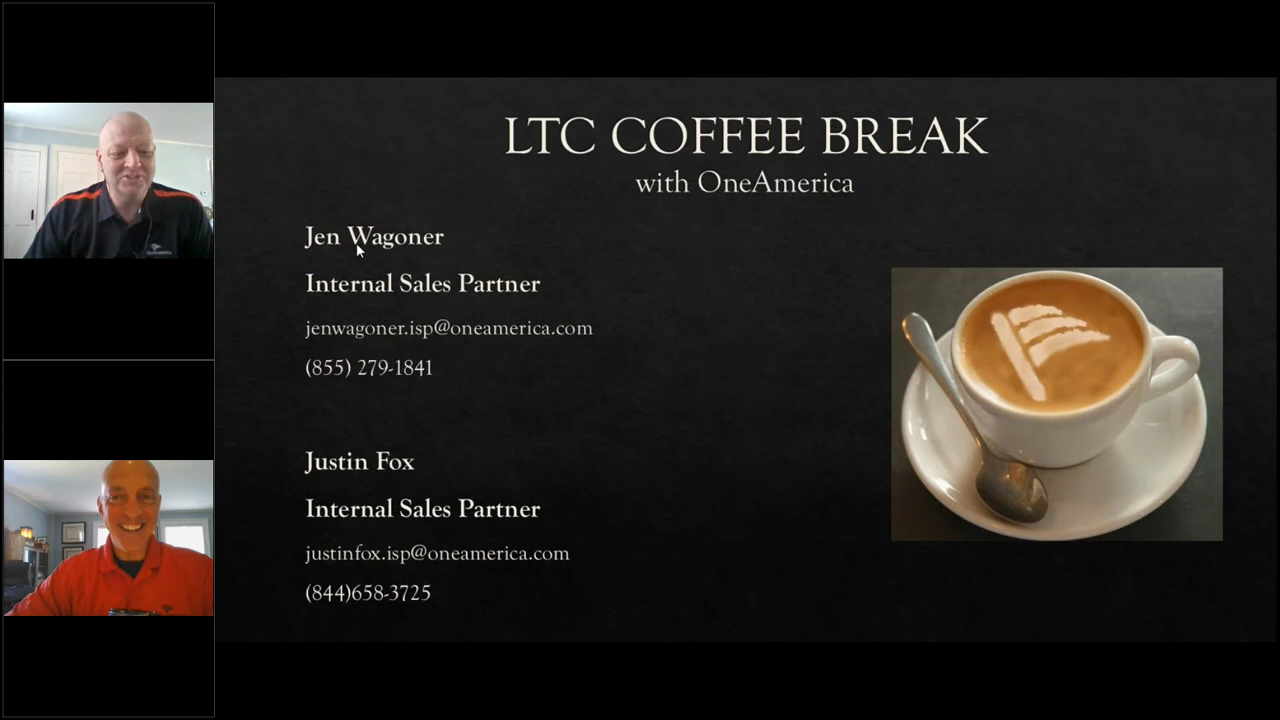 LTC COFFEE BREAK
with OneAmerica
Jen Wagoner
Internal Sales Partner
jenwagoner.isp@oneamerica.com
(855) 279-1841
Justin Fox
Internal Sales Partner
justinfox.isp@oneamerica.com
(844)658-3725